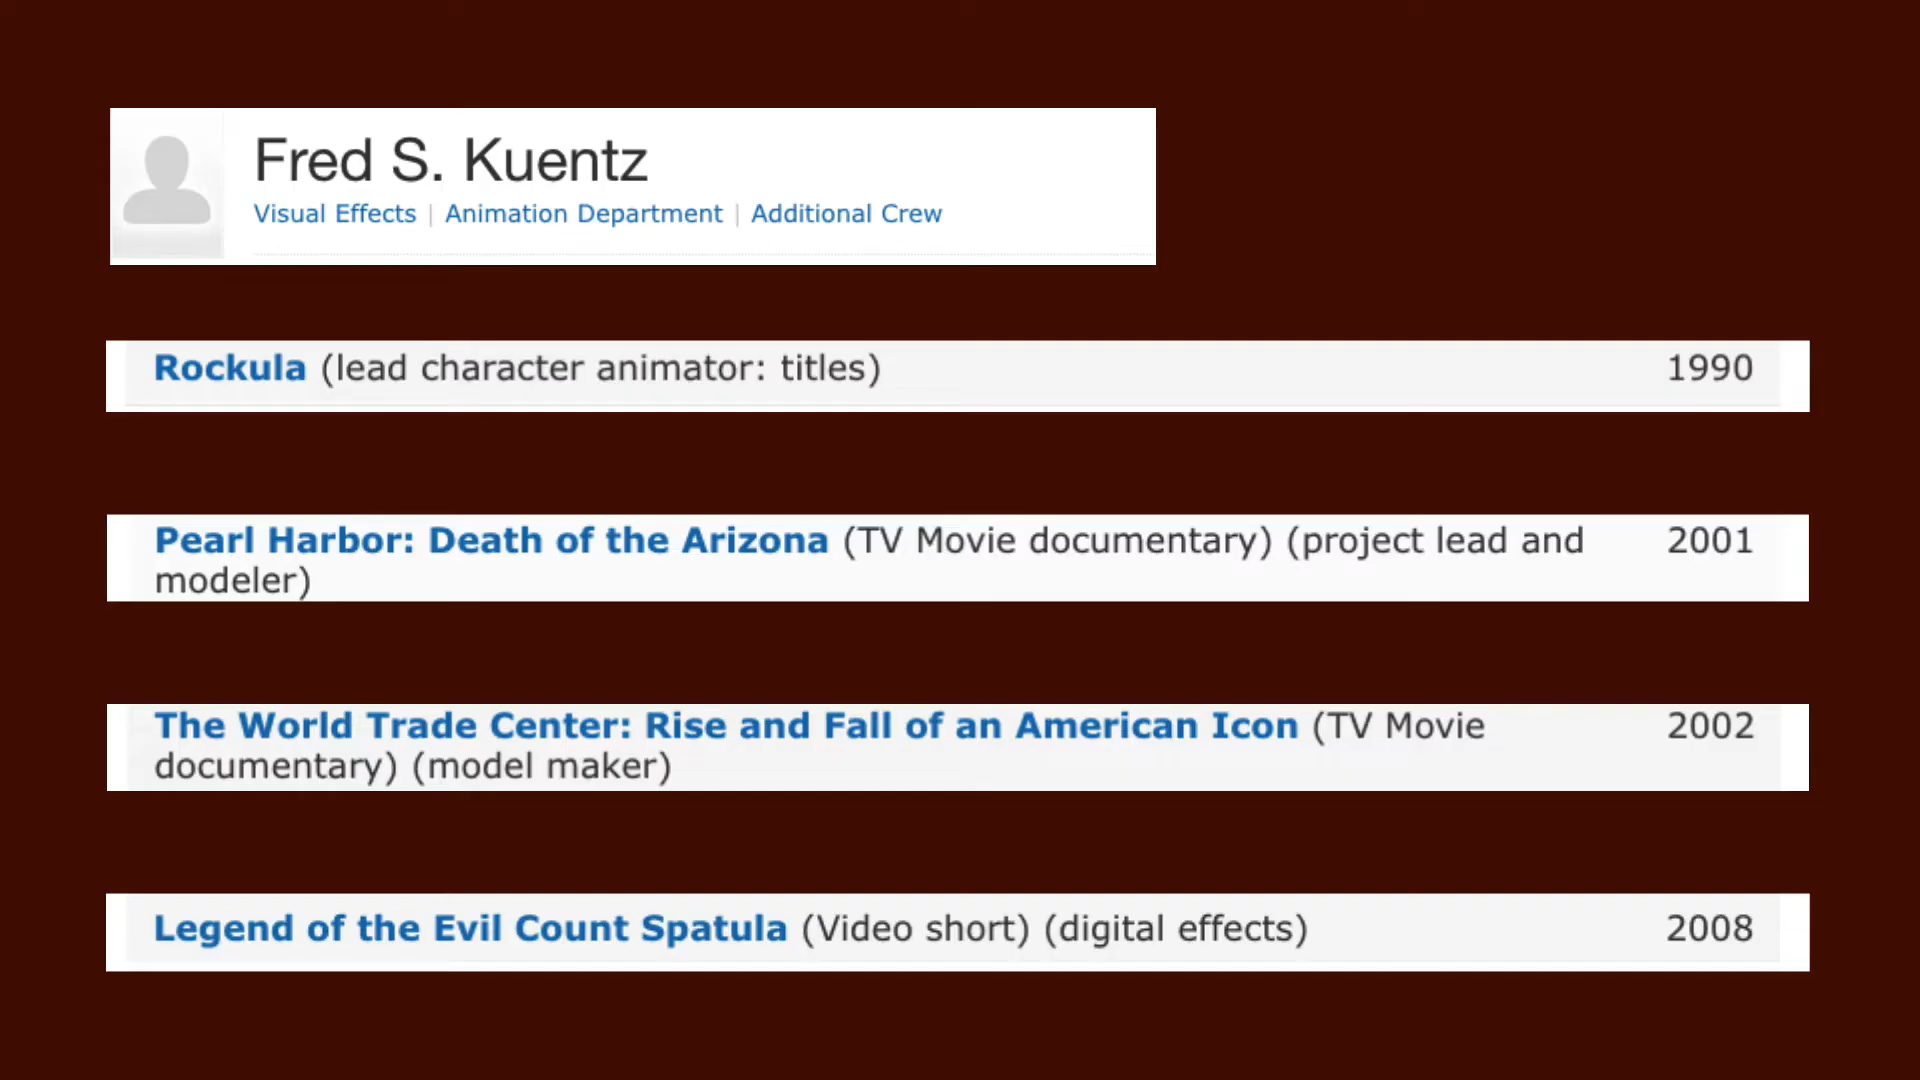 Fred S. Kuentz
Visual Effects | Animation Department | Additional Crew
Rockula (lead character animator: titles) 1990
Pearl Harbor: Death of the Arizona (TV Movie documentary) (project lead and 2001
modeler)
The World Trade Center: Rise and Fall of an American Icon (TV Movie 2002
documentary) (model maker)
Legend of the Evil Count Spatula (Video short) (digital effects) 2008